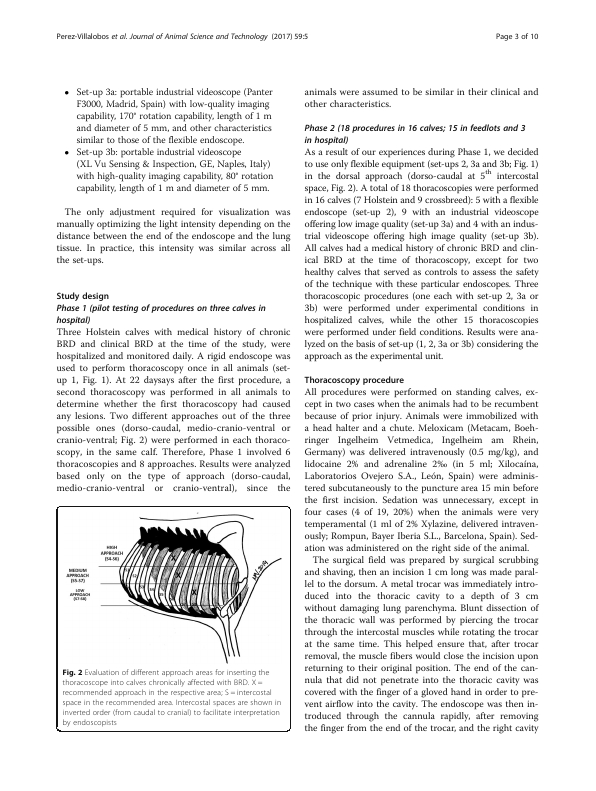 Perez-Villalobos et al. Journal of Animal Science and Technology (2017) 59:5
Page 3 of 10
• Set-up 3a: portable industrial videoscope (Panter
F3000, Madrid, Spain) with low-quality imaging
capability, 170° rotation capability, length of 1 m
and diameter of 5 mm, and other characteristics
similar to those of the flexible endoscope.
• Set-up 3b: portable industrial videoscope
(XL Vu Sensing & Inspection, GE, Naples, Italy)
with high-quality imaging capability, 80° rotation
capability, length of 1 m and diameter of 5 mm.
The only adjustment required for visualization was
manually optimizing the light intensity depending on the
distance between the end of the endoscope and the lung
tissue. In practice, this intensity was similar across all
the set-ups.
Study design
Phase 1 (pilot testing of procedures on three calves in
hospital)
Three Holstein calves with medical history of chronic
BRD and clinical BRD at the time of the study, were
hospitalized and monitored daily. A rigid endoscope was
used to perform thoracoscopy once in all animals (set-
up 1, Fig. 1). At 22 daysays after the first procedure, a
second thoracoscopy was performed in all animals to
determine whether the first thoracoscopy had caused
any lesions. Two different approaches out of the three
possible ones (dorso-caudal, medio-cranio-ventral or
cranio-ventral; Fig. 2) were performed in each thoraco-
scopy, in the same calf. Therefore, Phase 1 involved 6
thoracoscopies and 8 approaches. Results were analyzed
based only on the type of approach (dorso-caudal,
medio-cranio-ventral or cranio-ventral), since the
HIGH
APPROACH
(S4-S6)
MEDIUM
APPROACH
(S5-S7)
LOW
APPROACH
X
X
X
Fig. 2 Evaluation of different approach areas for inserting the
thoracoscope into calves chronically affected with BRD. X =
recommended approach in the respective area; S = intercostal
space in the recommended area. Intercostal spaces are shown in
inverted order (from caudal to cranial) to facilitate interpretation
by endoscopists
animals were assumed to be similar in their clinical and
other characteristics.
Phase 2 (18 procedures in 16 calves; 15 in feedlots and 3
in hospital)
As a result of our experiences during Phase 1, we decided
to use only flexible equipment (set-ups 2, 3a and 3b; Fig. 1)
in the dorsal approach (dorso-caudal at 5th intercostal
space, Fig. 2). A total of 18 thoracoscopies were performed
in 16 calves (7 Holstein and 9 crossbreed): 5 with a flexible
endoscope (set-up 2), 9 with an industrial videoscope
offering low image quality (set-up 3a) and 4 with an indus-
trial videoscope offering high image quality (set-up 3b).
All calves had a medical history of chronic BRD and clin-
ical BRD at the time of thoracoscopy, except for two
healthy calves that served as controls to assess the safety
of the technique with these particular endoscopes. Three
thoracoscopic procedures (one each with set-up 2, 3a or
3b) were performed under experimental conditions in
hospitalized calves, while the other 15 thoracoscopies
were performed under field conditions. Results were ana-
lyzed on the basis of set-up (1, 2, 3a or 3b) considering the
approach as the experimental unit.
Thoracoscopy procedure
All procedures were performed on standing calves, ex-
cept in two cases when the animals had to be recumbent
because of prior injury. Animals were immobilized with
a head halter and a chute. Meloxicam (Metacam, Boeh-
ringer Ingelheim Vetmedica, Ingelheim am Rhein,
Germany) was delivered intravenously (0.5 mg/kg), and
lidocaine 2% and adrenaline 2‰ (in 5 ml; Xilocaína,
Laboratorios Ovejero S.A., León, Spain) were adminis-
tered subcutaneously to the puncture area 15 min before
the first incision. Sedation was unnecessary, except in
four cases (4 of 19, 20%) when the animals were very
temperamental (1 ml of 2% Xylazine, delivered intraven-
ously; Rompun, Bayer Iberia S.L., Barcelona, Spain). Sed-
ation was administered on the right side of the animal.
The surgical field was prepared by surgical scrubbing
and shaving, then an incision 1 cm long was made paral-
lel to the dorsum. A metal trocar was immediately intro-
duced into the thoracic cavity to a depth of 3 cm
without damaging lung parenchyma. Blunt dissection of
the thoracic wall was performed by piercing the trocar
through the intercostal muscles while rotating the trocar
at the same time. This helped ensure that, after trocar
removal, the muscle fibers would close the incision upon
returning to their original position. The end of the can-
nula that did not penetrate into the thoracic cavity was
covered with the finger of a gloved hand in order to pre-
vent airflow into the cavity. The endoscope was then in-
troduced through the cannula rapidly, after removing
the finger from the end of the trocar, and the right cavity